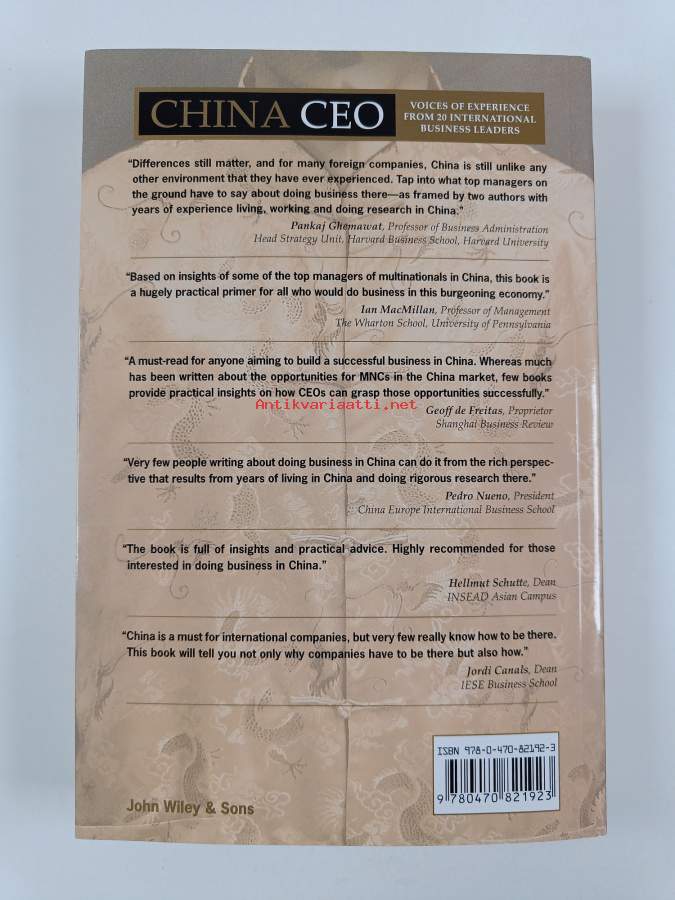 CHINA CEO
VOICES OF EXPERIENCE
FROM 20 INTERNATIONAL
BUSINESS LEADERS
“Differences still matter, and for many foreign companies, China is still unlike any
other environment that they have ever experienced. Tap into what top managers on
the ground have to say about doing business there—as framed by two authors with
years of experience living, working and doing research in China.”
Pankaj Ghemawat, Professor of Business Administration
Head Strategy Unit, Harvard Business School, Harvard University
“Based on insights of some of the top managers of multinationals in China, this book is
a hugely practical primer for all who would do business in this burgeoning economy.”
Ian MacMillan, Professor of Management
The Wharton School, University of Pennsylvania
“A must-read for anyone aiming to build a successful business in China. Whereas much
has been written about the opportunities for MNCs in the China market, few books
provide practical insights on how CEOs can grasp those opportunities successfully.”
Antikvariaatti.net
Geoff de Freitas, Proprietor
Shanghai Business Review
“Very few people writing about doing business in China can do it from the rich perspec-
tive that results from years of living in China and doing rigorous research there.”
Pedro Nueno, President
China Europe International Business School
“The book is full of insights and practical advice. Highly recommended for those
interested in doing business in China.”
Hellmut Schutte, Dean
INSEAD Asian Campus
“China is a must for international companies, but very few really know how to be there.
This book will tell you not only why companies have to be there but also how.”
Jordi Canals, Dean
IESE Business School
ISBN 978-0-470-82192-3
9 780470 821923
John Wiley & Sons